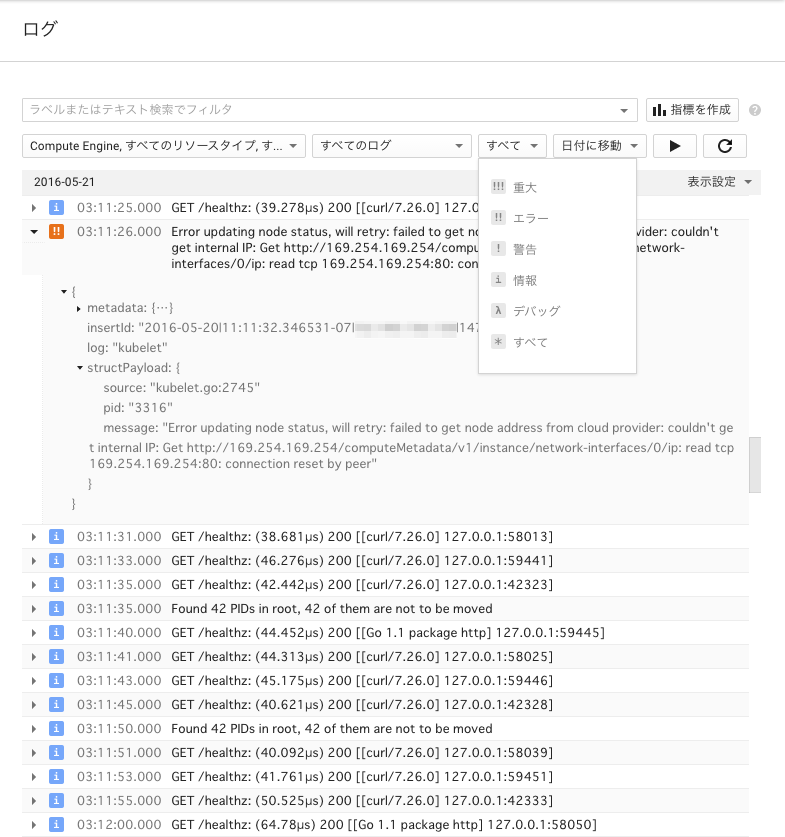 ログ
ラベルまたはテキスト検索でフィルタ
指標を作成
?
Compute Engine, すべてのリソースタイプ, す...
すべてのログ
すべて
日付に移動
2016-05-21
表示設定
!!! 重大
!! エラー
! 警告
i 情報
λ デバッグ
* すべて
i 03:11:25.000 GET /healthz: (39.278µs) 200 [[curl/7.26.0] 127.0
!! 03:11:26.000 Error updating node status, will retry: failed to get no vider: couldn't
get internal IP: Get http://169.254.169.254/compu network-
interfaces/0/ip: read tcp 169.254.169.254:80: con
{
metadata: {…}
insertId: "2016-05-20|11:11:32.346531-07| |147
log: "kubelet"
structPayload: {
source: "kubelet.go:2745"
pid: "3316"
message: "Error updating node status, will retry: failed to get node address from cloud provider: couldn't ge
t internal IP: Get http://169.254.169.254/computeMetadata/v1/instance/network-interfaces/0/ip: read tcp
169.254.169.254:80: connection reset by peer"
}
}
i 03:11:31.000 GET /healthz: (38.681µs) 200 [[curl/7.26.0] 127.0.0.1:58013]
i 03:11:33.000 GET /healthz: (46.276µs) 200 [[curl/7.26.0] 127.0.0.1:59441]
i 03:11:35.000 GET /healthz: (42.442µs) 200 [[curl/7.26.0] 127.0.0.1:42323]
i 03:11:35.000 Found 42 PIDs in root, 42 of them are not to be moved
i 03:11:40.000 GET /healthz: (44.452µs) 200 [[Go 1.1 package http] 127.0.0.1:59445]
i 03:11:41.000 GET /healthz: (44.313µs) 200 [[curl/7.26.0] 127.0.0.1:58025]
i 03:11:43.000 GET /healthz: (45.175µs) 200 [[curl/7.26.0] 127.0.0.1:59446]
i 03:11:45.000 GET /healthz: (40.621µs) 200 [[curl/7.26.0] 127.0.0.1:42328]
i 03:11:50.000 Found 42 PIDs in root, 42 of them are not to be moved
i 03:11:51.000 GET /healthz: (40.092µs) 200 [[curl/7.26.0] 127.0.0.1:58039]
i 03:11:53.000 GET /healthz: (41.761µs) 200 [[curl/7.26.0] 127.0.0.1:59451]
i 03:11:55.000 GET /healthz: (50.525µs) 200 [[curl/7.26.0] 127.0.0.1:42333]
i 03:12:00.000 GET /healthz: (64.78µs) 200 [[Go 1.1 package http] 127.0.0.1:58050]